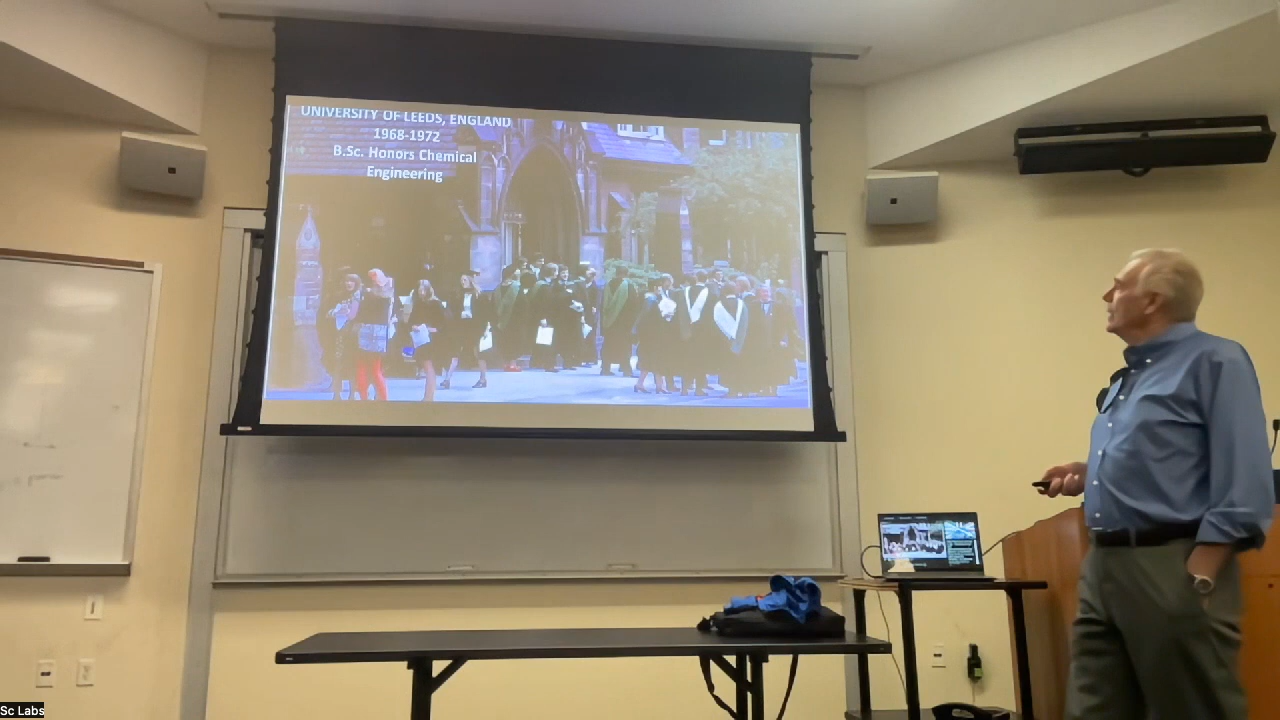 UNIVERSITY OF LEEDS, ENGLAND
1968-1972
B.Sc. Honors Chemical
Engineering
Sc Labs